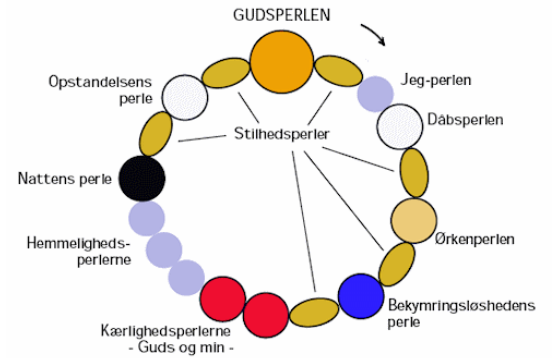 GUDSPERLEN
Jeg-perlen
Dåbsperlen
Ørkenperlen
Bekymringsløshedens
perle
Kærlighedsperlerne
- Guds og min -
Hemmeligheds-
perlerne
Nattens perle
Opstandelsens
perle
Stilhedsperler